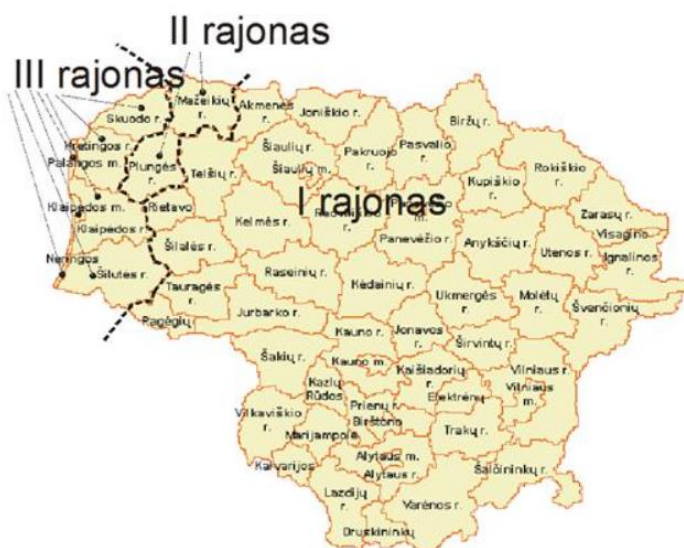 II rajonas
III rajonas
Mažeikių r.
Skuodo r.
Akmenės r.
Joniškio r.
Biržų r.
Kretingos r.
Palangos m.
Plungės r.
Telšių r.
Šiaulių r.
Šiaulių m.
Pakruojo r.
Pasvalio r.
Rokiškio r.
Kupiškio r.
I rajonas
Klaipėdos m.
Rietavo
Klaipėdos r.
Kelmės r.
Panevėžio r.
Anykščių r.
Zarasų r.
Visagino
Utenos r.
Ignalinos r.
Šilalės r.
Neringos
Šilutės r.
Tauragės r.
Raseinių r.
Kėdainių r.
Ukmergės r.
Molėtų r.
Švenčionių r.
Pagėgių
Jurbarko r.
Kauno r.
Jonavos r.
Širvintų r.
Šakių r.
Kauno m.
Kaišiadorių r.
Vilniaus r.
Vilniaus m.
Kazlų Rūdos
Prienų r.
Elektrėnų
Vilkaviškio r.
Birštono
Marijampolė
Trakų r.
Kalvarijos
Alytaus m.
Alytaus r.
Šalčininkų r.
Lazdijų r.
Varėnos r.
Druskininkų